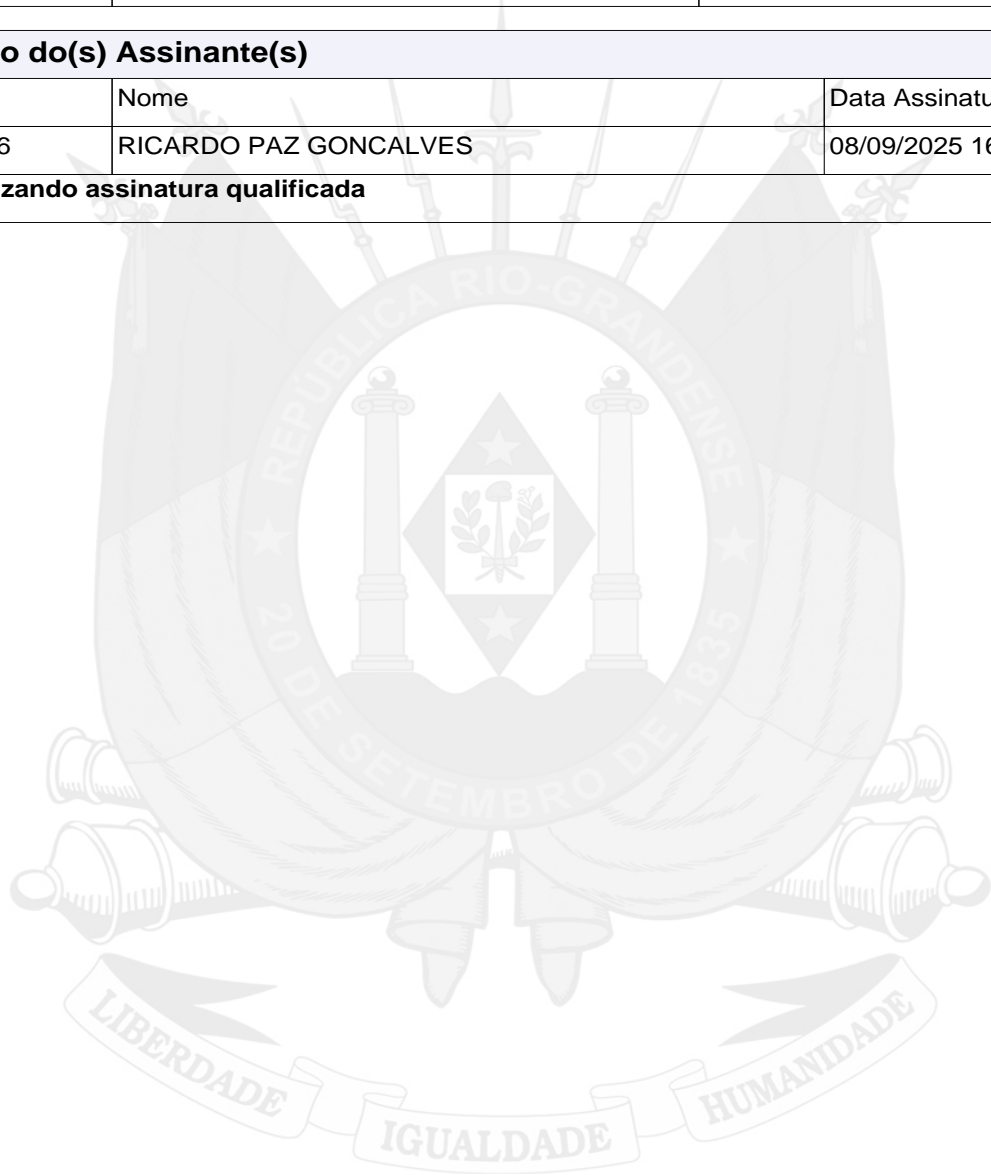 o do(s) Assinante(s)
Nome
Data Assinatu
6
RICARDO PAZ GONCALVES
08/09/2025 16
zando assinatura qualificada
REPÚBLICA RIO-GRANDENSE
20 DE SETEMBRO DE 1835
LIBERDADE
IGUALDADE
HUMANIDADE